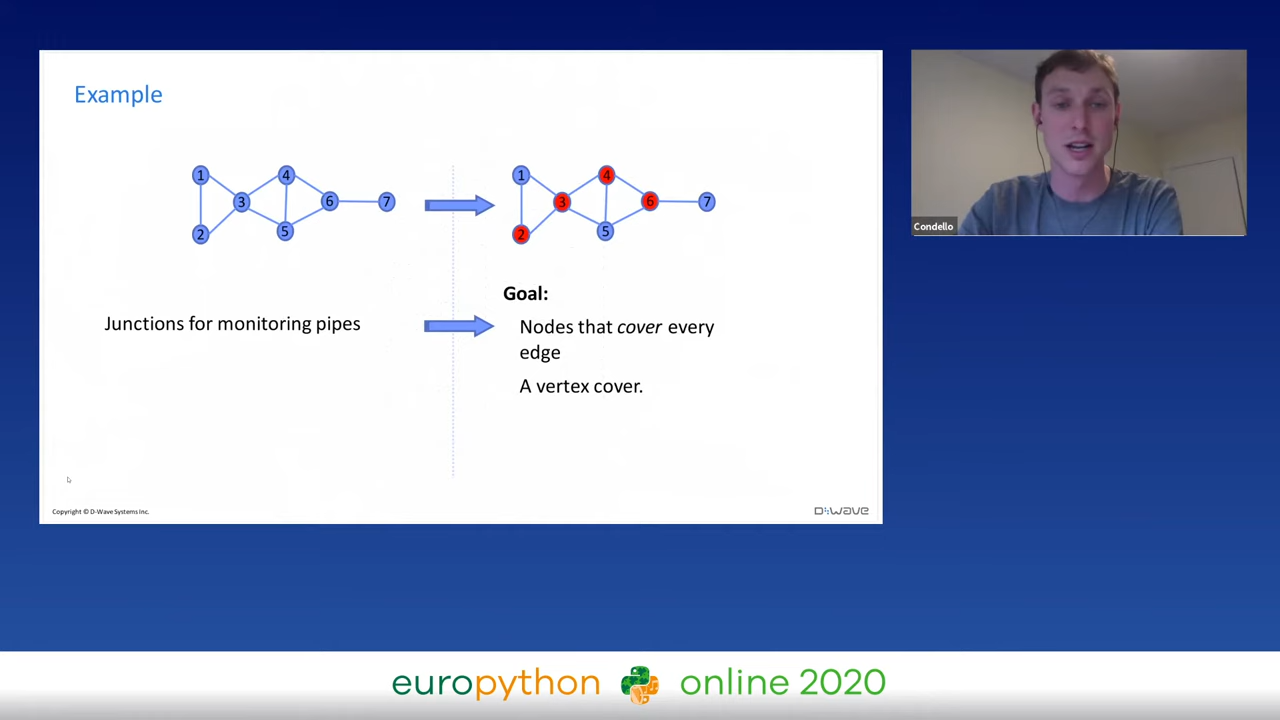 Example
1 4 3 6 7 2 5
1 4 3 6 7 2 5
Goal:
Junctions for monitoring pipes
Nodes that cover every
edge
A vertex cover.
Copyright © D-Wave Systems Inc.
D:WAVE
Condello
europython online 2020